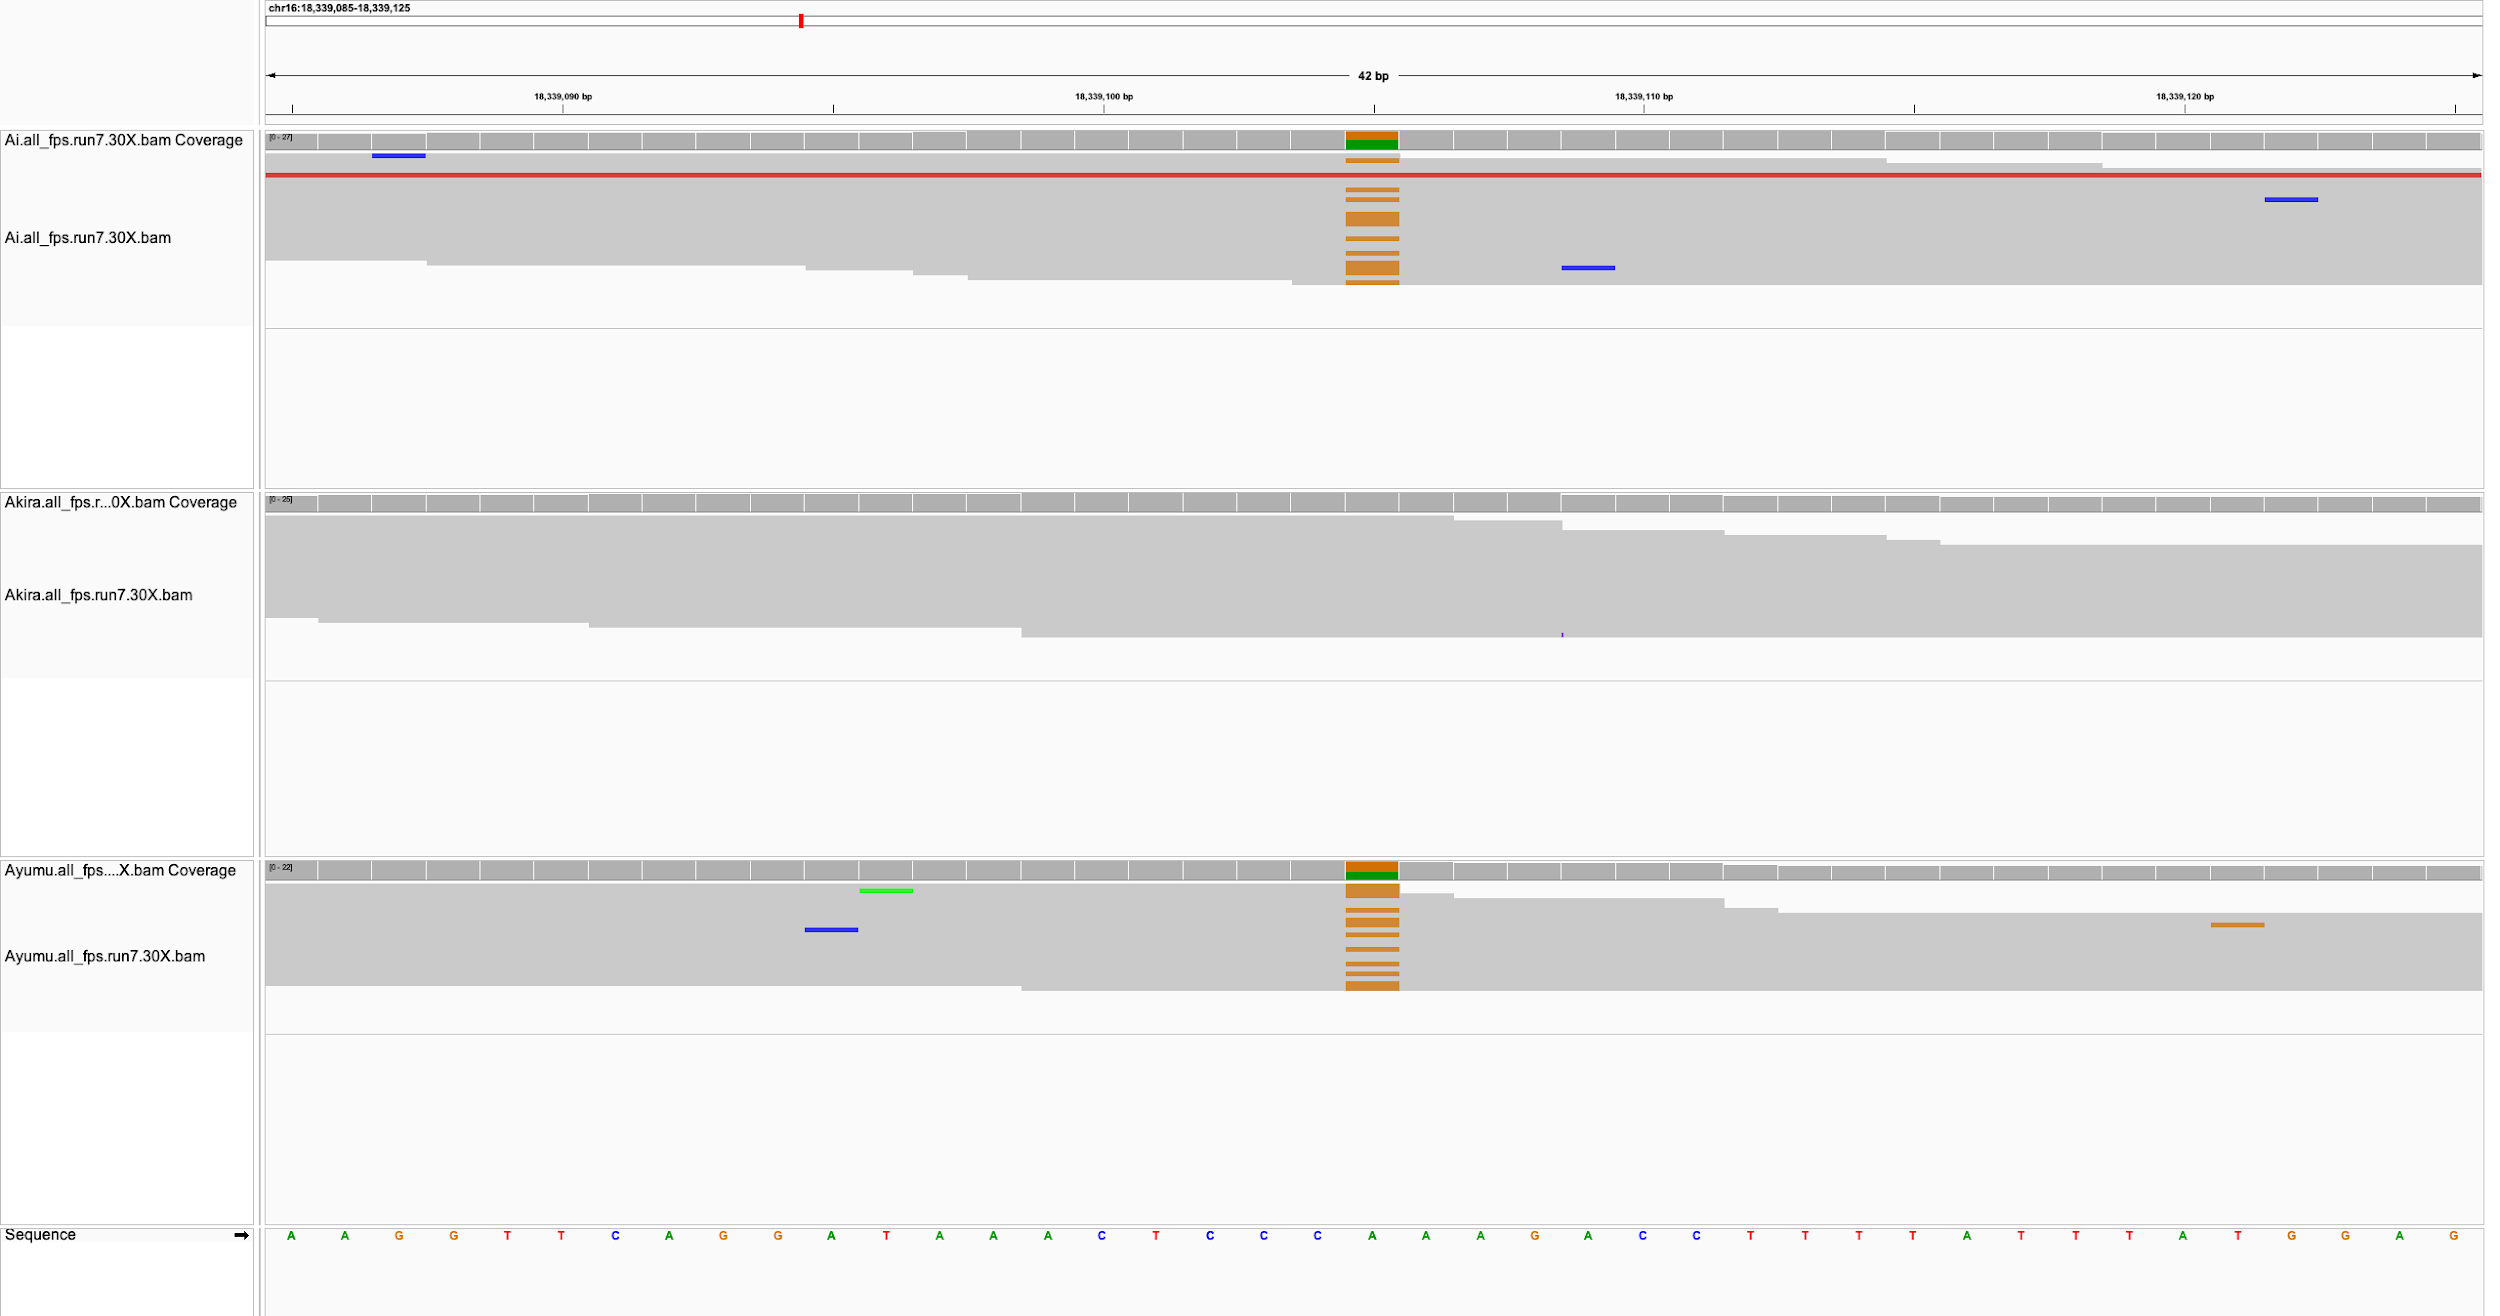 chr16:18,339,085-18,339,125
42 bp
18,339,090 bp 18,339,100 bp 18,339,110 bp 18,339,120 bp
Ai.all_fps.run7.30X.bam Coverage
[0 - 27]
Ai.all_fps.run7.30X.bam
Akira.all_fps.r...0X.bam Coverage
[0 - 25]
Akira.all_fps.run7.30X.bam
Ayumu.all_fps....X.bam Coverage
[0 - 22]
Ayumu.all_fps.run7.30X.bam
Sequence A A G G T T C A G G A T A A A C T C C C A A A G A C C T T T T A T T T A T G G A G